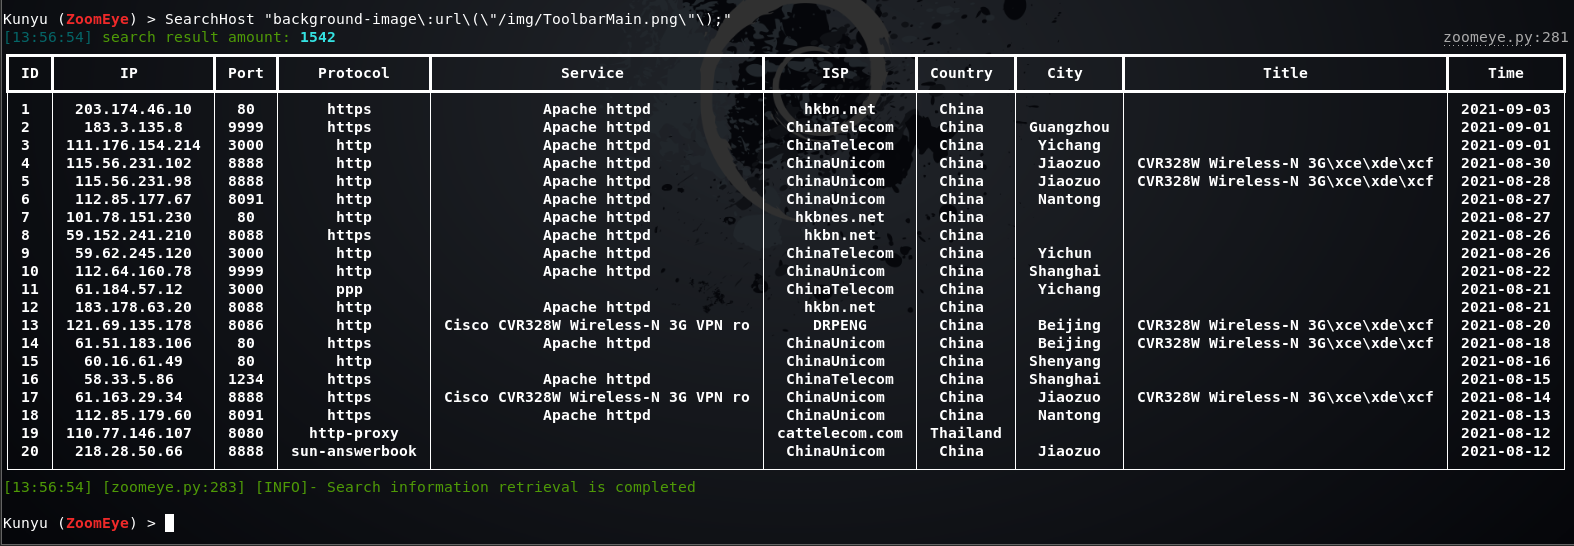 Kunyu (ZoomEye) > SearchHost "background-image\:url\(\"/img/ToolbarMain.png\"\);"
[13:56:54] search result amount: 1542 zoomeye.py:281
ID IP Port Protocol Service ISP Country City Title Time
1 203.174.46.10 80 https Apache httpd hkbn.net China 2021-09-03
2 183.3.135.8 9999 https Apache httpd ChinaTelecom China Guangzhou 2021-09-01
3 111.176.154.214 3000 http Apache httpd ChinaTelecom China Yichang 2021-09-01
4 115.56.231.102 8888 http Apache httpd ChinaUnicom China Jiaozuo CVR328W Wireless-N 3G\xce\xde\xcf 2021-08-30
5 115.56.231.98 8888 http Apache httpd ChinaUnicom China Jiaozuo CVR328W Wireless-N 3G\xce\xde\xcf 2021-08-28
6 112.85.177.67 8091 http Apache httpd ChinaUnicom China Nantong 2021-08-27
7 101.78.151.230 80 http Apache httpd hkbnes.net China 2021-08-27
8 59.152.241.210 8088 https Apache httpd hkbn.net China 2021-08-26
9 59.62.245.120 3000 http Apache httpd ChinaTelecom China Yichun 2021-08-26
10 112.64.160.78 9999 http Apache httpd ChinaUnicom China Shanghai 2021-08-22
11 61.184.57.12 3000 ppp ChinaTelecom China Yichang 2021-08-21
12 183.178.63.20 8088 http Apache httpd hkbn.net China 2021-08-21
13 121.69.135.178 8086 http Cisco CVR328W Wireless-N 3G VPN ro DRPENG China Beijing CVR328W Wireless-N 3G\xce\xde\xcf 2021-08-20
14 61.51.183.106 80 https Apache httpd ChinaUnicom China Beijing CVR328W Wireless-N 3G\xce\xde\xcf 2021-08-18
15 60.16.61.49 80 http ChinaUnicom China Shenyang 2021-08-16
16 58.33.5.86 1234 https Apache httpd ChinaTelecom China Shanghai 2021-08-15
17 61.163.29.34 8888 https Cisco CVR328W Wireless-N 3G VPN ro ChinaUnicom China Jiaozuo CVR328W Wireless-N 3G\xce\xde\xcf 2021-08-14
18 112.85.179.60 8091 https Apache httpd ChinaUnicom China Nantong 2021-08-13
19 110.77.146.107 8080 http-proxy cattelecom.com Thailand 2021-08-12
20 218.28.50.66 8888 sun-answerbook ChinaUnicom China Jiaozuo 2021-08-12
[13:56:54] [zoomeye.py:283] [INFO]- Search information retrieval is completed
Kunyu (ZoomEye) >